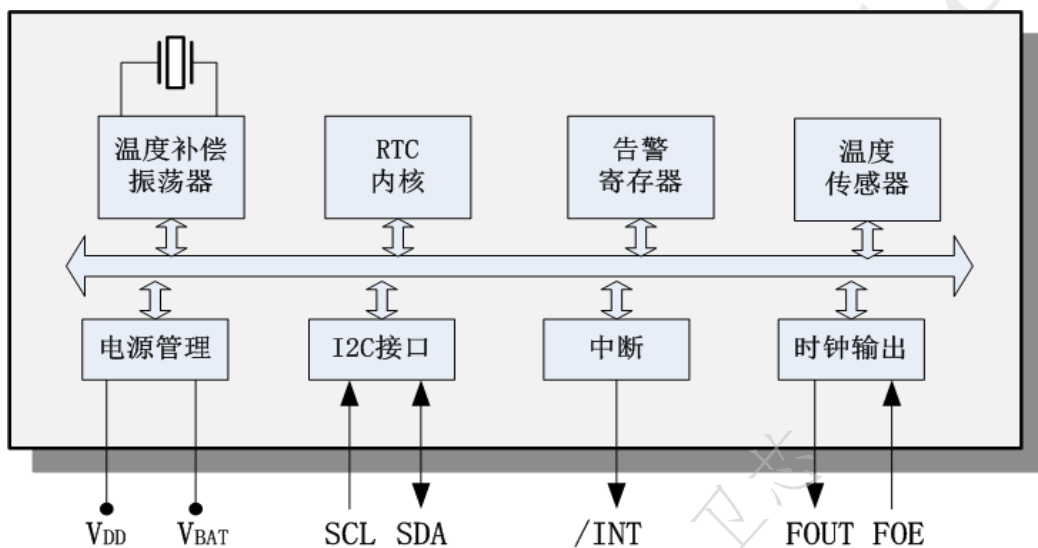 温度补偿
振荡器
RTC
内核
告警
寄存器
温度
传感器
电源管理
I2C接口
中断
时钟输出
VDD
VBAT
SCL
SDA
/INT
FOUT
FOE
卫芯